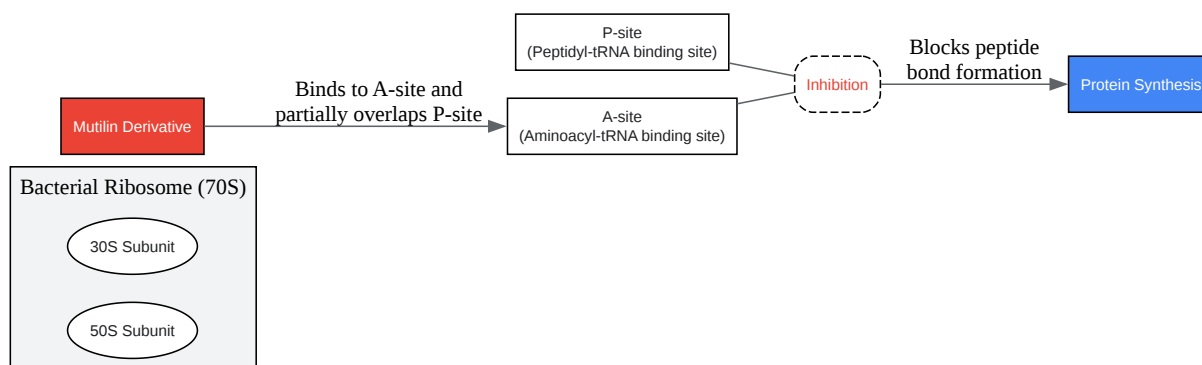 P-site
(Peptidyl-tRNA binding site)
Blocks peptide
bond formation
Inhibition
Protein Synthesis
Binds to A-site and
partially overlaps P-site
Mutilin Derivative
A-site
(Aminoacyl-tRNA binding site)
Bacterial Ribosome (70S)
30S Subunit
50S Subunit